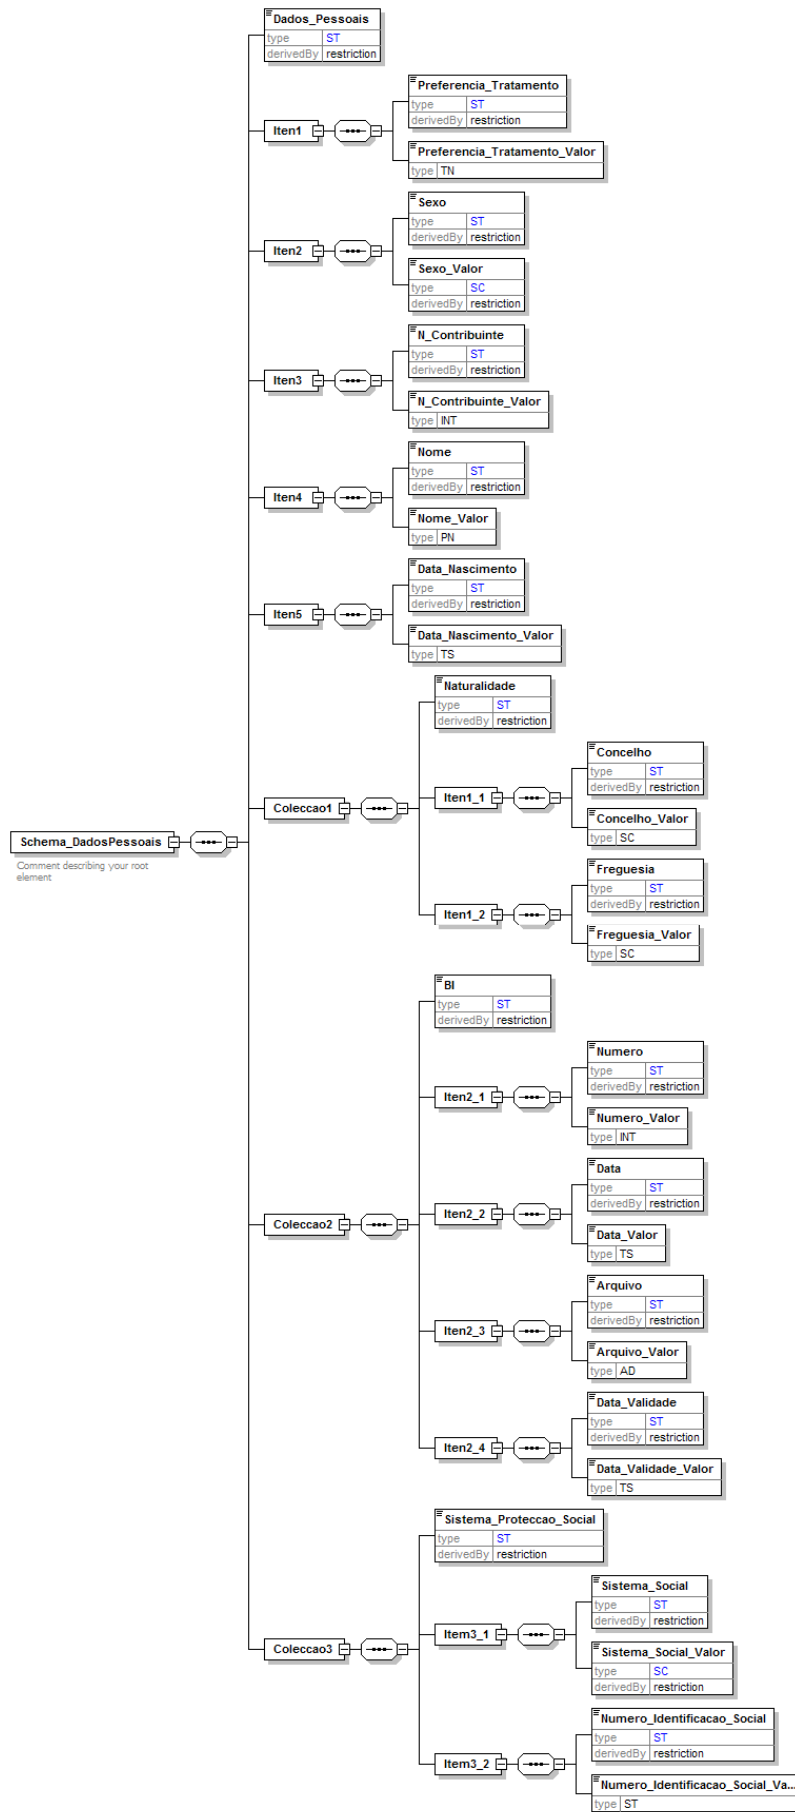 Dados_Pessoais
type ST
derivedBy restriction
Preferencia_Tratamento
type ST
derivedBy restriction
Iten1
Preferencia_Tratamento_Valor
type TN
Sexo
type ST
derivedBy restriction
Iten2
Sexo_Valor
type SC
derivedBy restriction
N_Contribuinte
type ST
derivedBy restriction
Iten3
N_Contribuinte_Valor
type INT
Nome
type ST
derivedBy restriction
Iten4
Nome_Valor
type PN
Data_Nascimento
type ST
derivedBy restriction
Iten5
Data_Nascimento_Valor
type TS
Naturalidade
type ST
derivedBy restriction
Concelho
type ST
derivedBy restriction
Iten1_1
Coleccao1
Concelho_Valor
type SC
Schema_DadosPessoais
Comment describing your root
element
Freguesia
type ST
derivedBy restriction
Iten1_2
Freguesia_Valor
type SC
BI
type ST
derivedBy restriction
Numero
type ST
derivedBy restriction
Iten2_1
Numero_Valor
type INT
Data
type ST
derivedBy restriction
Iten2_2
Coleccao2
Data_Valor
type TS
Arquivo
type ST
derivedBy restriction
Iten2_3
Arquivo_Valor
type AD
Data_Validade
type ST
derivedBy restriction
Iten2_4
Data_Validade_Valor
type TS
Sistema_Proteccao_Social
type ST
derivedBy restriction
Sistema_Social
type ST
derivedBy restriction
Item3_1
Coleccao3
Sistema_Social_Valor
type SC
derivedBy restriction
Numero_Identificacao_Social
type ST
derivedBy restriction
Item3_2
Numero_Identificacao_Social_Va...
type ST